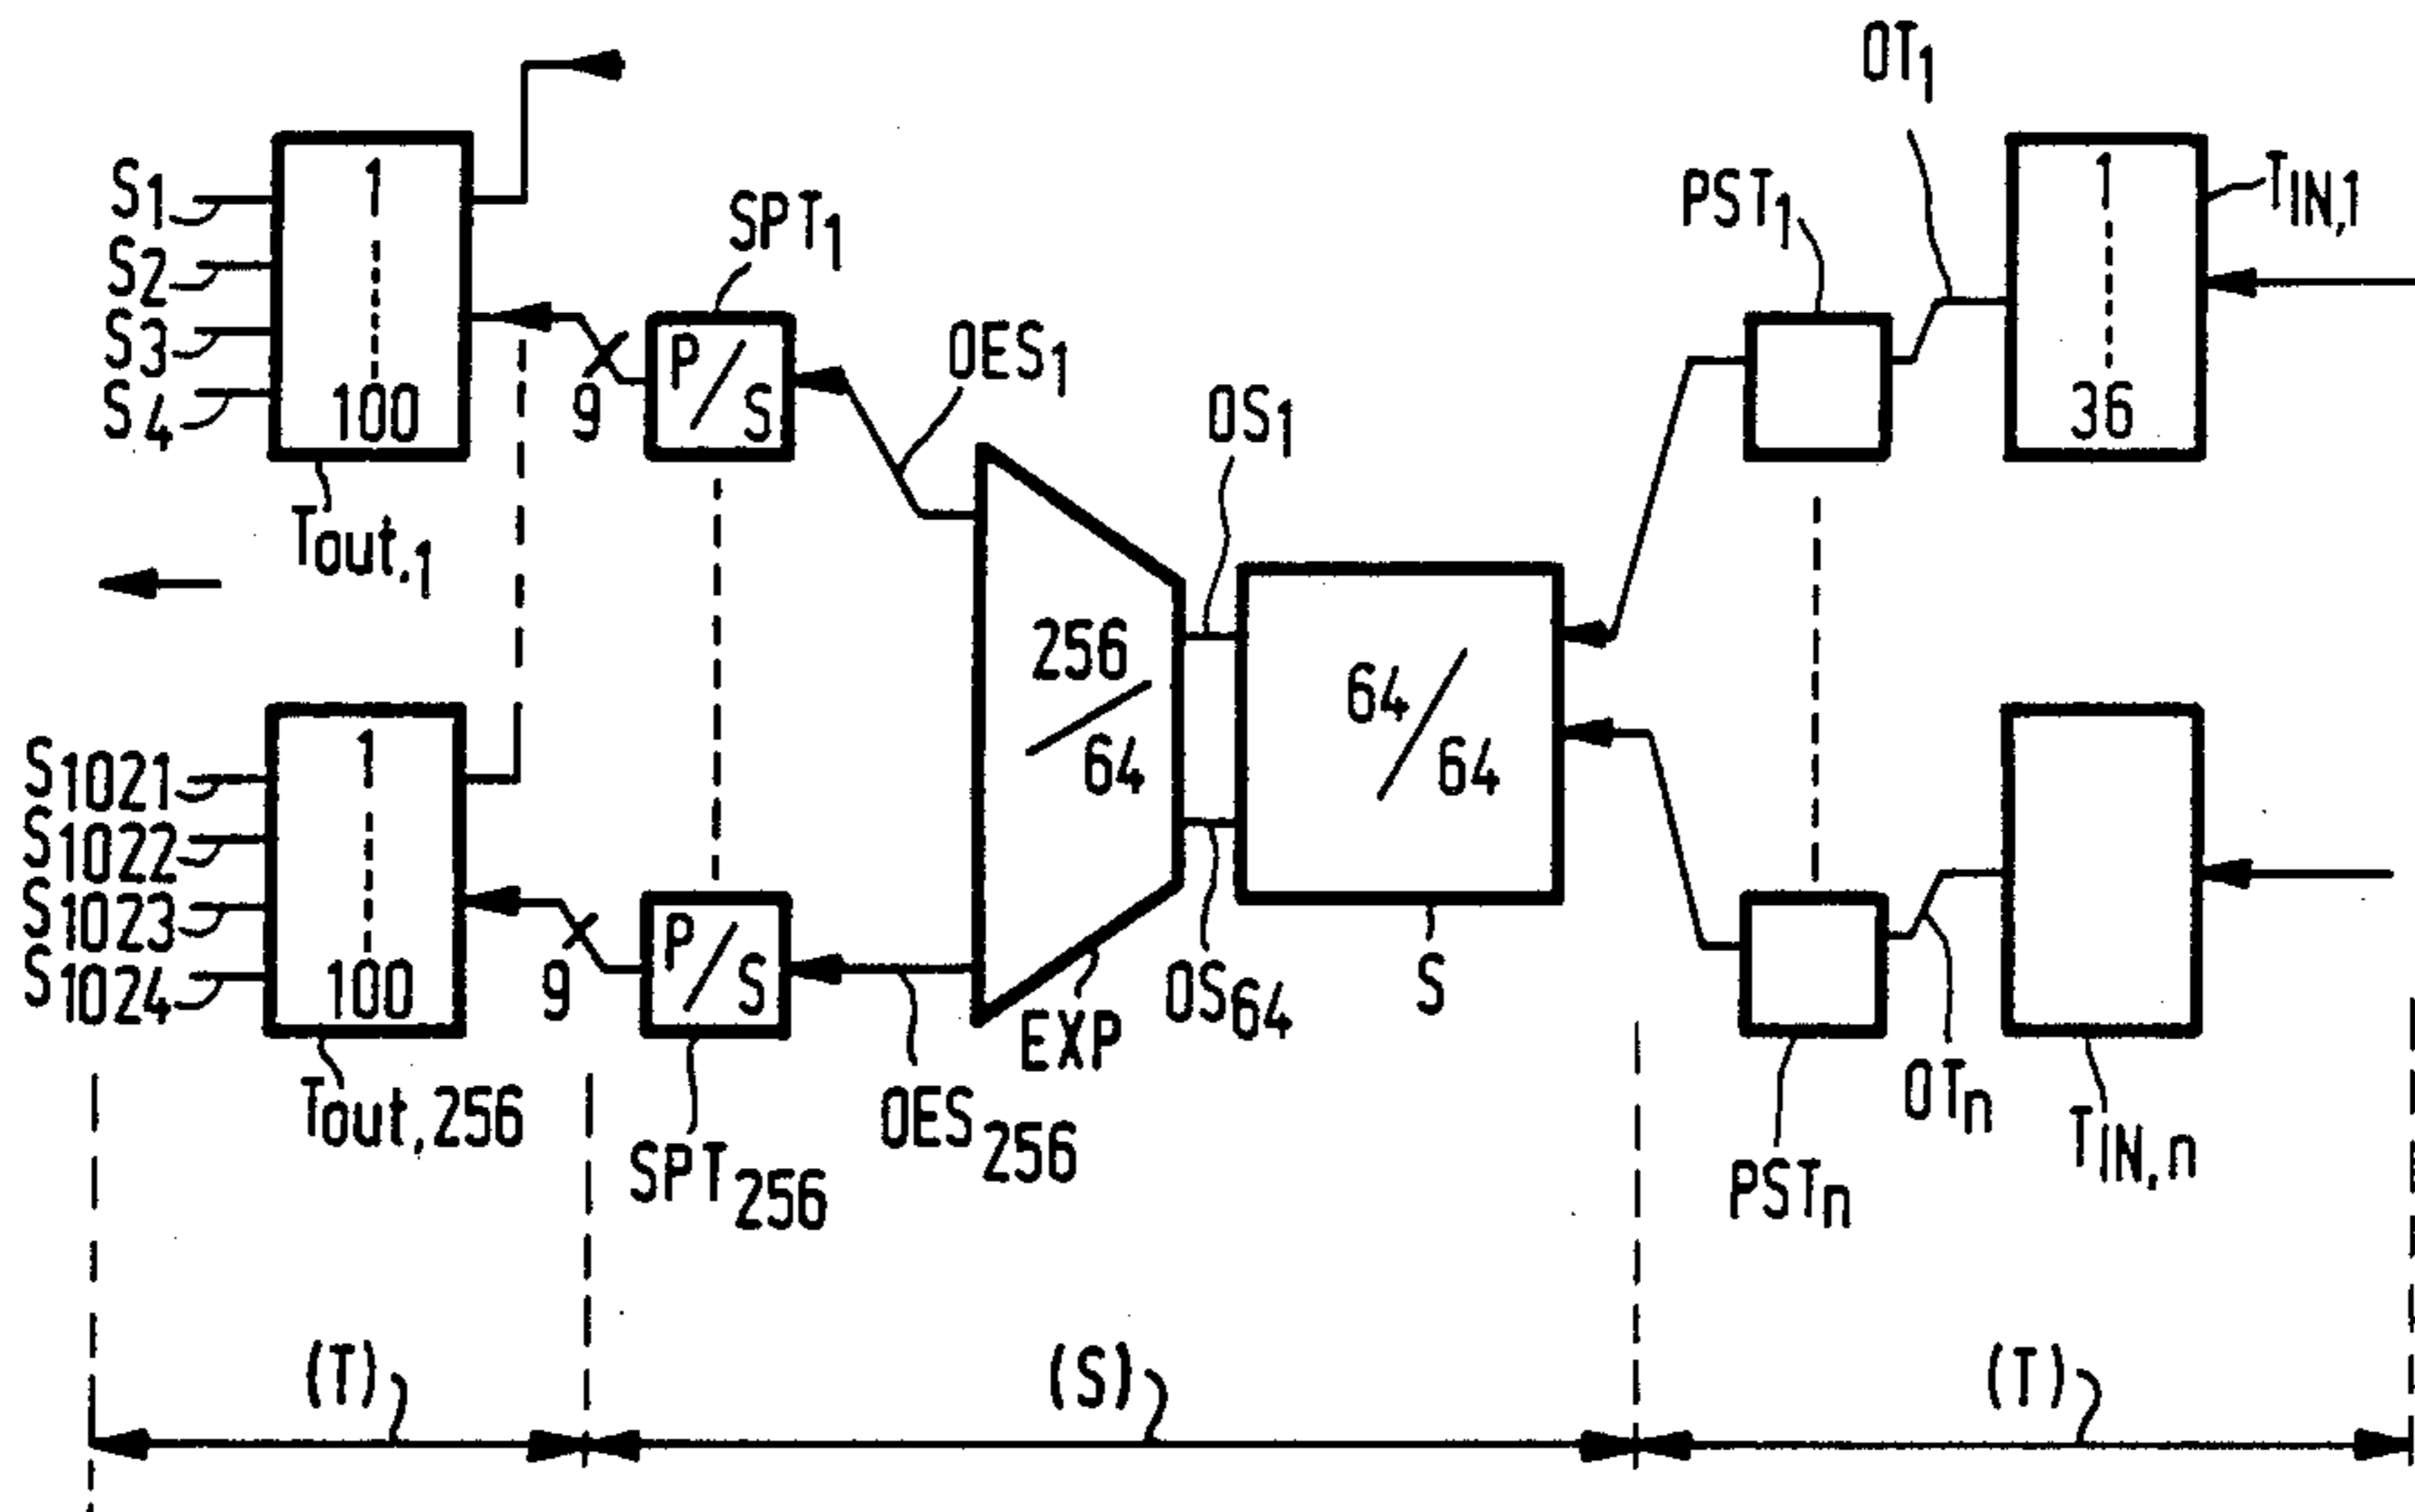 OT1
S1
S2
S3
S4
1
100
Tout,1
9
SPT1
P/S
OES1
OS1
PST1
1
36
TIN,1
256/64
64/64
S1021
S1022
S1023
S1024
1
100
Tout,256
9
P/S
SPT256
OES256
EXP
OS64
S
PSTn
OTn
TIN,n
(T)
(S)
(T)